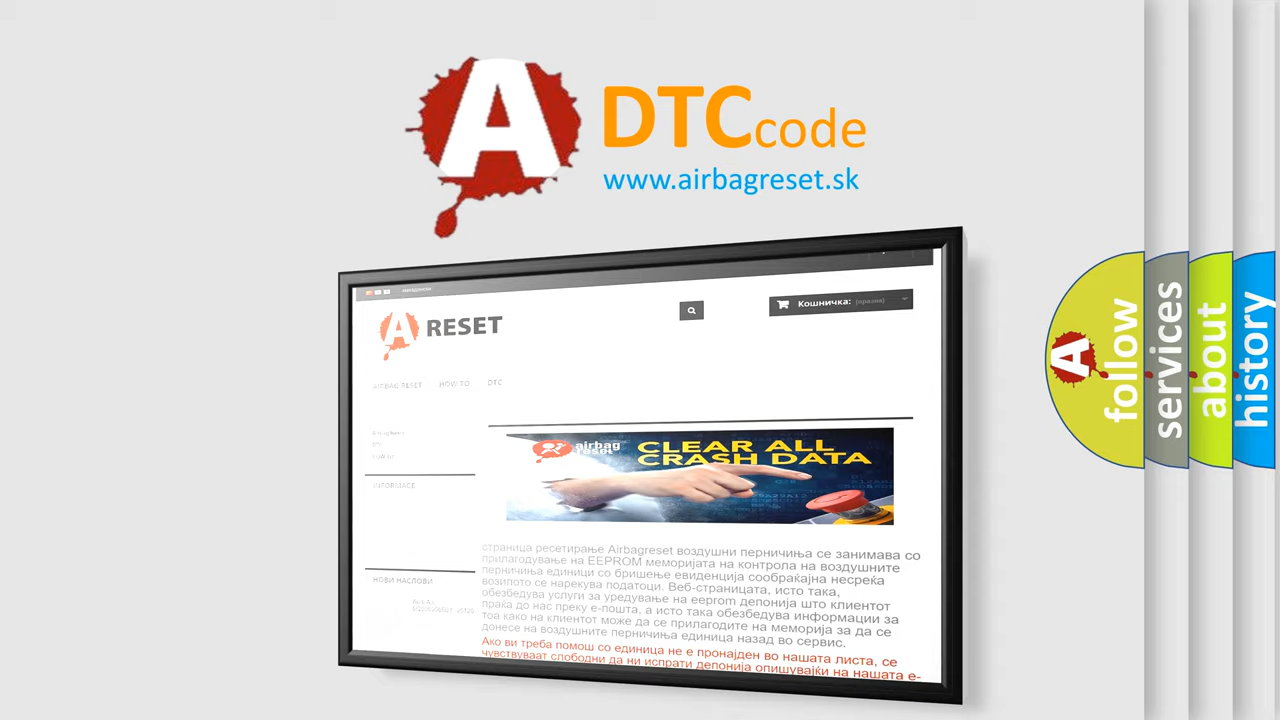 A
DTCcode
www.airbagreset.sk
Кошничка: (празна)
A RESET
AIRBAG RESET HOW TO DTC
INFORMACE
airbag
reset
CLEAR ALL
CRASH DATA
НОВИ НАСЛОВИ
страница ресетирање Airbagreset воздушни перничиња се занимава со
прилагодување на EEPROM меморијата на контрола на воздушните
перничиња единици со бришење евиденција сообраќајна несреќа
возилото се нарекува податоци. Веб-страницата, исто така,
обезбедува услуги за уредување на eeprom депонија што клиентот
праќа до нас преку е-пошта, а исто така обезбедува информации за
тоа како на клиентот може да се прилагодите на меморија за да се
донесе на воздушните перничиња единица назад во сервис.
Ако ви треба помош со единица не е пронајден во нашата листа, се
чувствуваат слободни да ни испрати депонија опишувајќи на нашата е-
A
follow
services
about
history